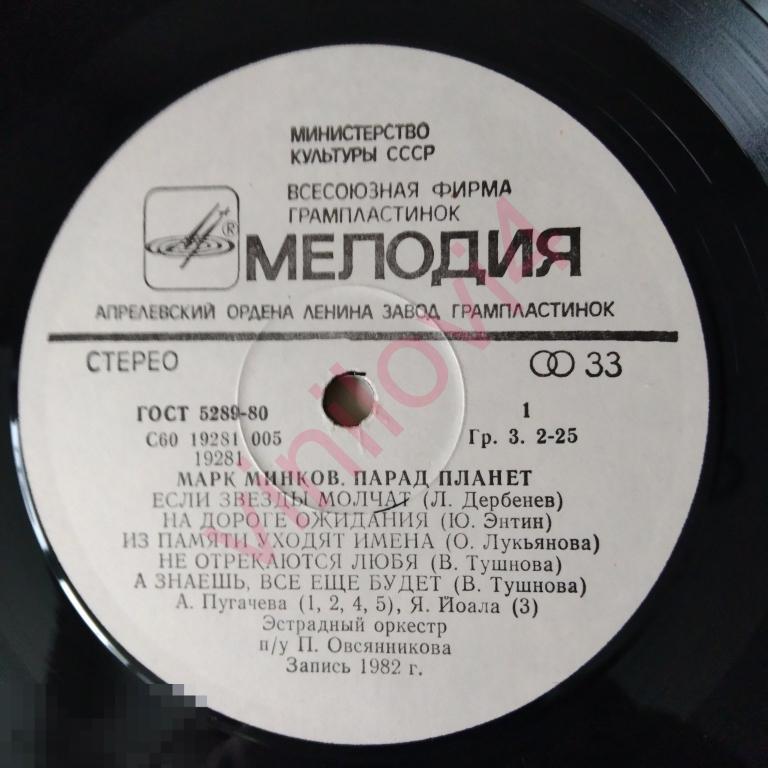 МИНИСТЕРСТВО
КУЛЬТУРЫ СССР
ВСЕСОЮЗНАЯ ФИРМА
ГРАМПЛАСТИНОК
®
МЕЛОДИЯ
АПРЕЛЕВСКИЙ ОРДЕНА ЛЕНИНА ЗАВОД ГРАМПЛАСТИНОК
СТЕРЕО 33
ГОСТ 5289-80 1
С60 19281 005 Гр. 3. 2-25
19281
МАРК МИНКОВ. ПАРАД ПЛАНЕТ
ЕСЛИ ЗВЕЗДЫ МОЛЧАТ (Л. Дербенев)
НА ДОРОГЕ ОЖИДАНИЯ (Ю. Энтин)
ИЗ ПАМЯТИ УХОДЯТ ИМЕНА (О. Лукьянова)
НЕ ОТРЕКАЮТСЯ ЛЮБЯ (В. Тушнова)
А ЗНАЕШЬ, ВСЕ ЕЩЕ БУДЕТ (В. Тушнова)
А. Пугачева (1, 2, 4, 5), Я. Йоала (3)
Эстрадный оркестр
п/у П. Овсянникова
Запись 1982 г.
vinilovi4